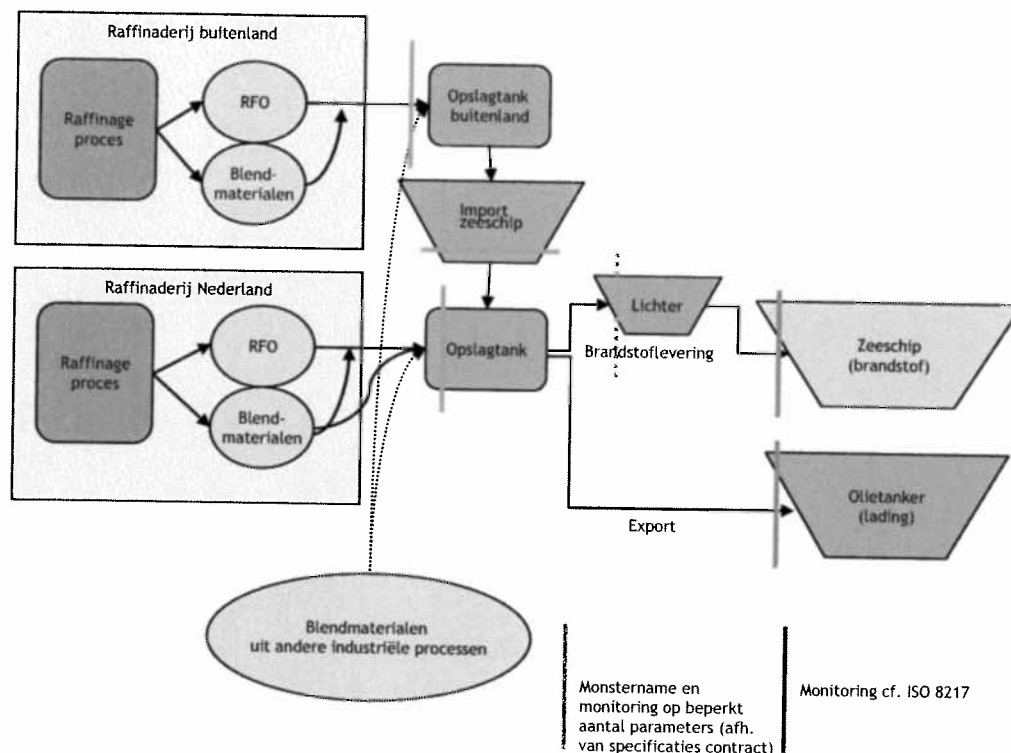 Raffinaderij buitenland
Raffinage
proces
RFO
Blend-
materialen
Opslagtank
buitenland
Import
zeeschip
Raffinaderij Nederland
Raffinage
proces
RFO
Blend-
materialen
Opslagtank
Lichter
Brandstoflevering
Zeeschip
(brandstof)
Olietanker
(lading)
Export
Blendmaterialen
uit andere industriële processen
Monstername en
monitoring op beperkt
aantal parameters (afh.
van specificaties contract)
Monitoring cf. ISO 8217